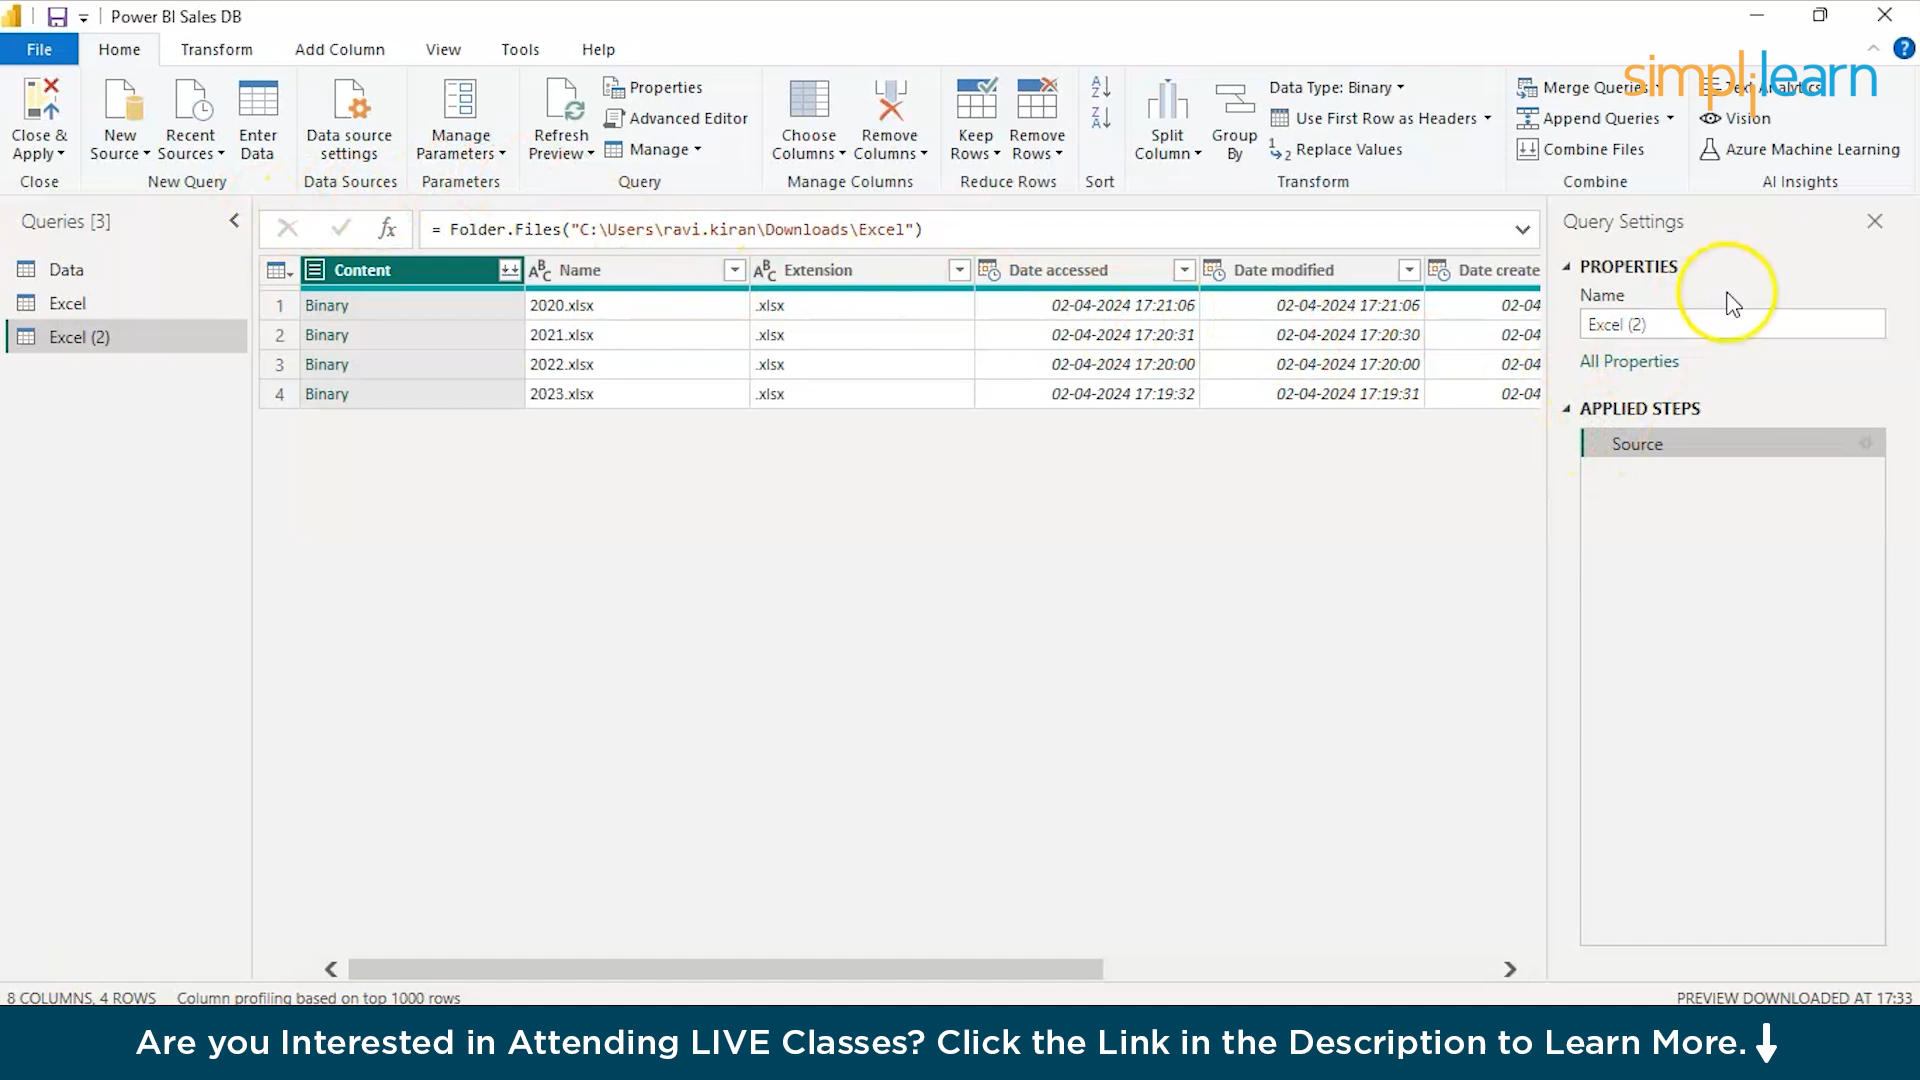 Power BI Sales DB
File Home Transform Add Column View Tools Help
simplilearn
Close & Apply
New Source
Recent Sources
Enter Data
Data source settings
Manage Parameters
Refresh Preview
Properties
Advanced Editor
Manage
Choose Columns
Remove Columns
Keep Rows
Remove Rows
A Z
Z A
Split Column
Group By
Data Type: Binary
Use First Row as Headers
1 2 Replace Values
Merge Queries
Append Queries
Combine Files
Text Analytics
Vision
Azure Machine Learning
Close New Query Data Sources Parameters Query Manage Columns Reduce Rows Sort Transform Combine AI Insights
Queries [3]
Data
Excel
Excel (2)
fx = Folder.Files("C:\Users\ravi.kiran\Downloads\Excel")
Content ABC Name ABC Extension Date accessed Date modified Date create
1 Binary 2020.xlsx .xlsx 02-04-2024 17:21:06 02-04-2024 17:21:06 02-04
2 Binary 2021.xlsx .xlsx 02-04-2024 17:20:31 02-04-2024 17:20:30 02-04
3 Binary 2022.xlsx .xlsx 02-04-2024 17:20:00 02-04-2024 17:20:00 02-04
4 Binary 2023.xlsx .xlsx 02-04-2024 17:19:32 02-04-2024 17:19:31 02-04
Query Settings
PROPERTIES
Name
Excel (2)
All Properties
APPLIED STEPS
Source
8 COLUMNS, 4 ROWS Column profiling based on top 1000 rows
PREVIEW DOWNLOADED AT 17:33
Are you Interested in Attending LIVE Classes? Click the Link in the Description to Learn More.